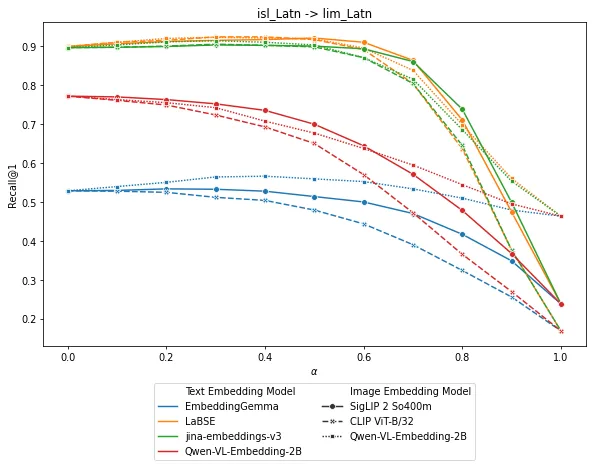 isl_Latn -> lim_Latn
Recall@1
0.9
0.8
0.7
0.6
0.5
0.4
0.3
0.2
0.0
0.2
0.4
0.6
0.8
1.0
α
Text Embedding Model
EmbeddingGemma
LaBSE
jina-embeddings-v3
Qwen-VL-Embedding-2B
Image Embedding Model
SigLIP 2 So400m
CLIP ViT-B/32
Qwen-VL-Embedding-2B